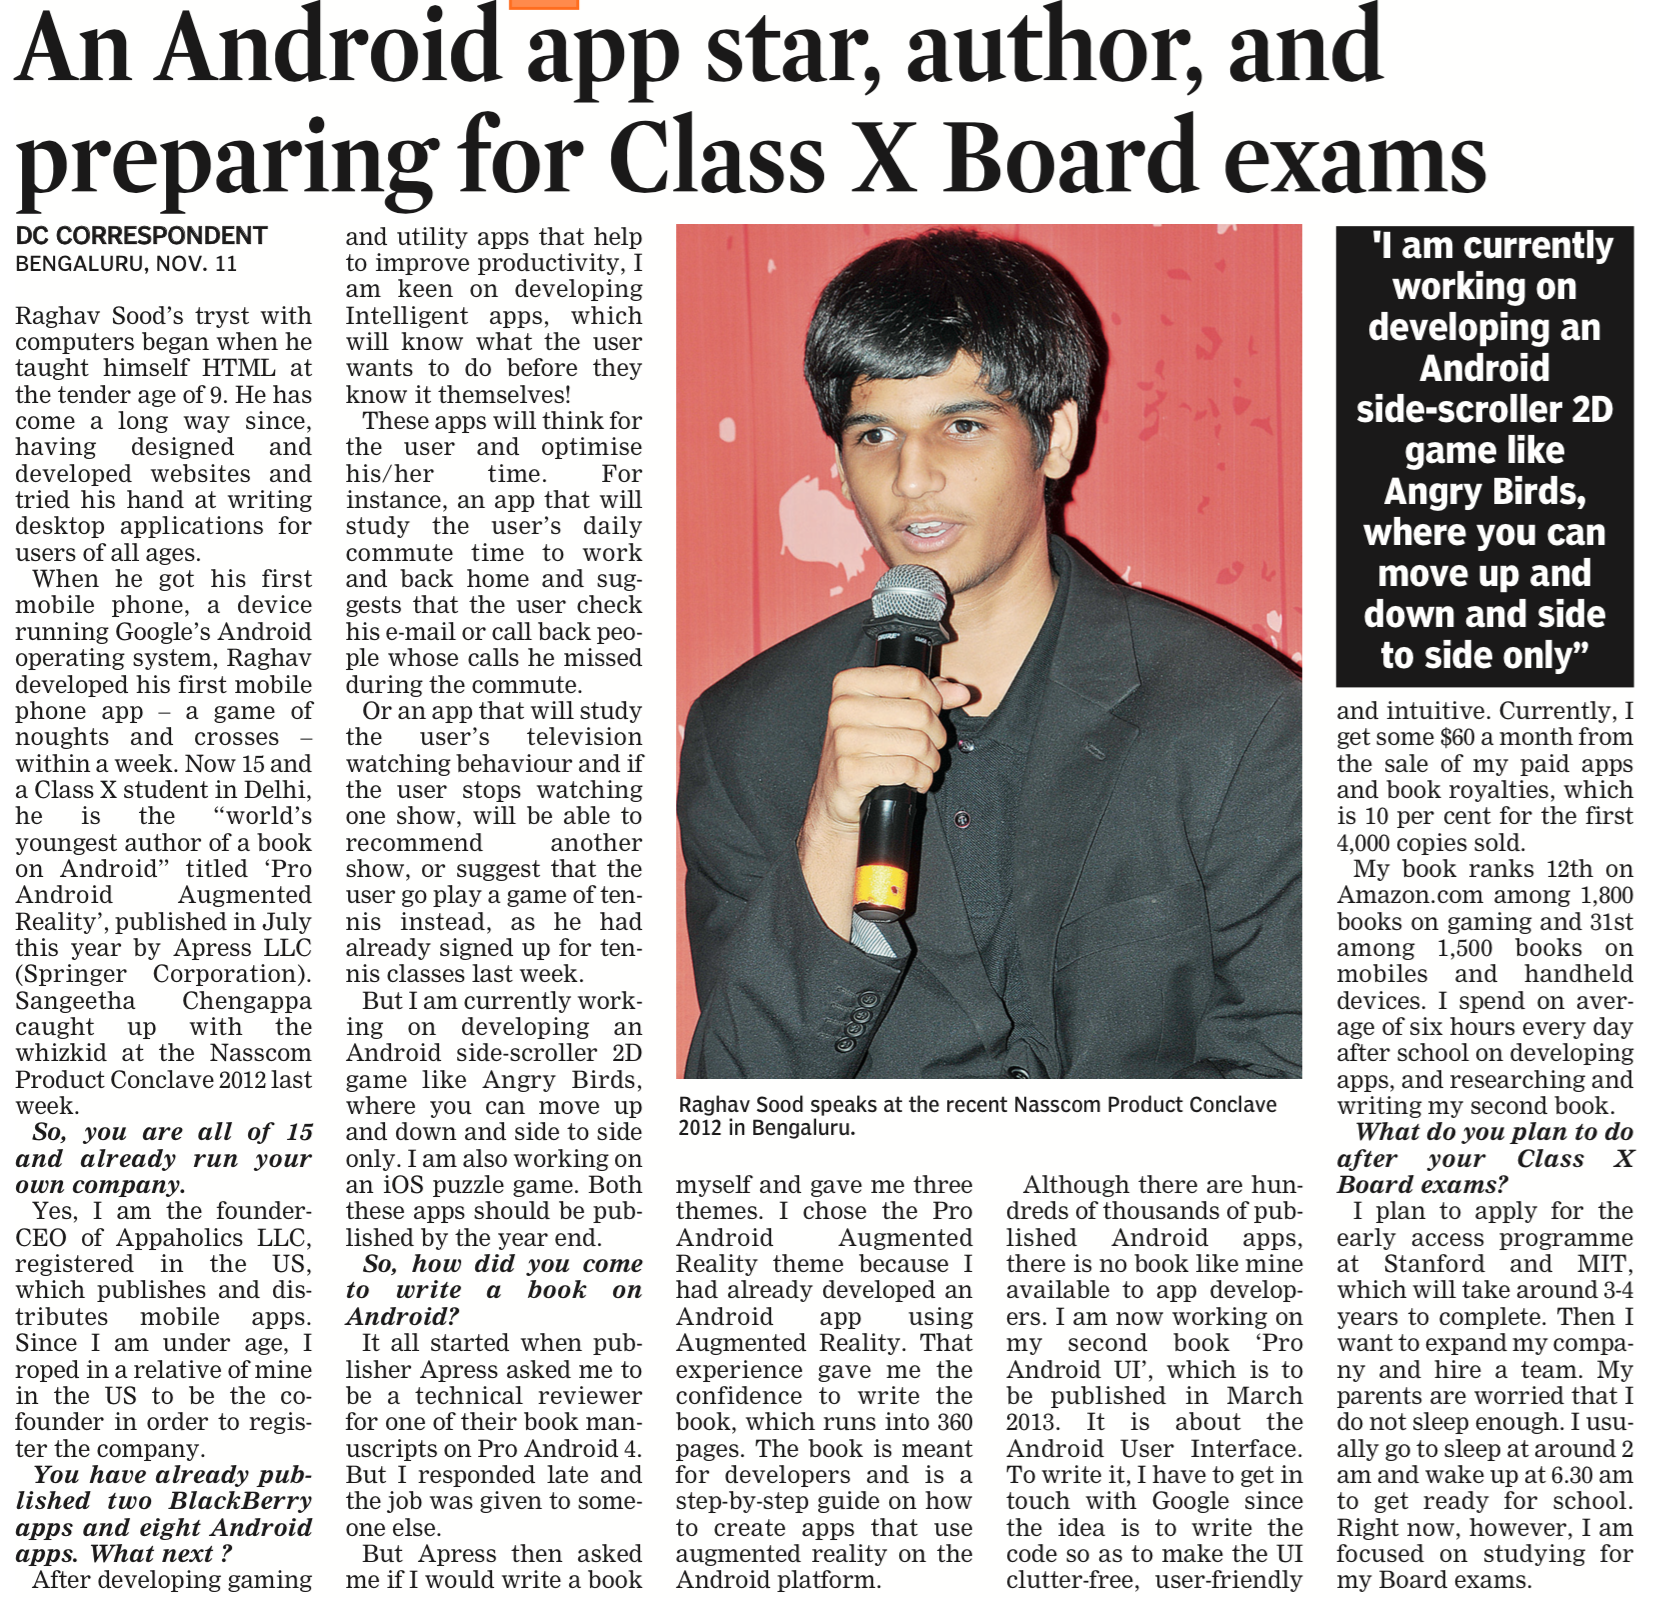 An Android app star, author, and
preparing for Class X Board exams
DC CORRESPONDENT
BENGALURU, NOV. 11
Raghav Sood’s tryst with
computers began when he
taught himself HTML at
the tender age of 9. He has
come a long way since,
having designed and
developed websites and
tried his hand at writing
desktop applications for
users of all ages.
When he got his first
mobile phone, a device
running Google’s Android
operating system, Raghav
developed his first mobile
phone app – a game of
noughts and crosses –
within a week. Now 15 and
a Class X student in Delhi,
he is the “world’s
youngest author of a book
on Android” titled ‘Pro
Android Augmented
Reality’, published in July
this year by Apress LLC
(Springer Corporation).
Sangeetha Chengappa
caught up with the
whizkid at the Nasscom
Product Conclave 2012 last
week.
So, you are all of 15
and already run your
own company.
Yes, I am the founder-
CEO of Appaholics LLC,
registered in the US,
which publishes and dis-
tributes mobile apps.
Since I am under age, I
roped in a relative of mine
in the US to be the co-
founder in order to regis-
ter the company.
You have already pub-
lished two BlackBerry
apps and eight Android
apps. What next ?
After developing gaming
and utility apps that help
to improve productivity, I
am keen on developing
Intelligent apps, which
will know what the user
wants to do before they
know it themselves!
These apps will think for
the user and optimise
his/her time. For
instance, an app that will
study the user’s daily
commute time to work
and back home and sug-
gests that the user check
his e-mail or call back peo-
ple whose calls he missed
during the commute.
Or an app that will study
the user’s television
watching behaviour and if
the user stops watching
one show, will be able to
recommend another
show, or suggest that the
user go play a game of ten-
nis instead, as he had
already signed up for ten-
nis classes last week.
But I am currently work-
ing on developing an
Android side-scroller 2D
game like Angry Birds,
where you can move up
and down and side to side
only. I am also working on
an iOS puzzle game. Both
these apps should be pub-
lished by the year end.
So, how did you come
to write a book on
Android?
It all started when pub-
lisher Apress asked me to
be a technical reviewer
for one of their book man-
uscripts on Pro Android 4.
But I responded late and
the job was given to some-
one else.
But Apress then asked
me if I would write a book
Raghav Sood speaks at the recent Nasscom Product Conclave
2012 in Bengaluru.
myself and gave me three
themes. I chose the Pro
Android Augmented
Reality theme because I
had already developed an
Android app using
Augmented Reality. That
experience gave me the
confidence to write the
book, which runs into 360
pages. The book is meant
for developers and is a
step-by-step guide on how
to create apps that use
augmented reality on the
Android platform.
Although there are hun-
dreds of thousands of pub-
lished Android apps,
there is no book like mine
available to app develop-
ers. I am now working on
my second book ‘Pro
Android UI’, which is to
be published in March
2013. It is about the
Android User Interface.
To write it, I have to get in
touch with Google since
the idea is to write the
code so as to make the UI
clutter-free, user-friendly
'I am currently
working on
developing an
Android
side-scroller 2D
game like
Angry Birds,
where you can
move up and
down and side
to side only”
and intuitive. Currently, I
get some $60 a month from
the sale of my paid apps
and book royalties, which
is 10 per cent for the first
4,000 copies sold.
My book ranks 12th on
Amazon.com among 1,800
books on gaming and 31st
among 1,500 books on
mobiles and handheld
devices. I spend on aver-
age of six hours every day
after school on developing
apps, and researching and
writing my second book.
What do you plan to do
after your Class X
Board exams?
I plan to apply for the
early access programme
at Stanford and MIT,
which will take around 3-4
years to complete. Then I
want to expand my compa-
ny and hire a team. My
parents are worried that I
do not sleep enough. I usu-
ally go to sleep at around 2
am and wake up at 6.30 am
to get ready for school.
Right now, however, I am
focused on studying for
my Board exams.